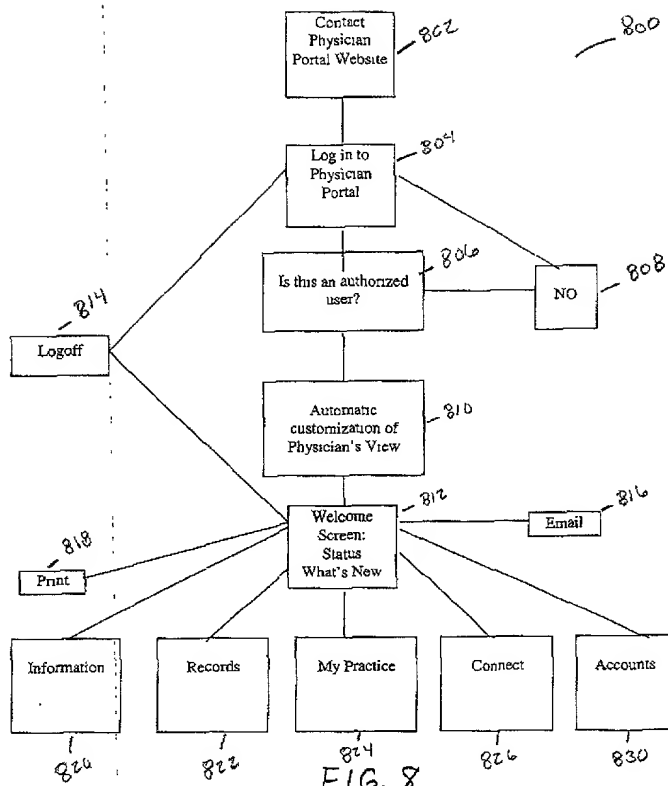 Contact
Physician
Portal Website
802
800
Log in to
Physician
Portal
804
806
Is this an authorized
user?
NO
808
814
Logoff
Automatic
customization of
Physician's View
810
812
Welcome
Screen:
Status
What's New
816
Email
818
Print
Information
Records
My Practice
Connect
Accounts
820
822
824
826
830
FIG. 8